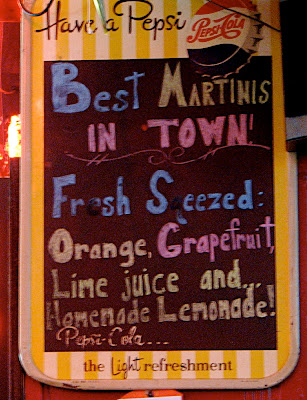 Have a Pepsi
PEPSI-COLA
Best MARTINIS
IN 'TOWN'
Fresh Sqeezed:
Orange, Grapefruit,
Lime juice and...
Homemade Lemonade!
Pepsi-Cola...
the Light refreshment